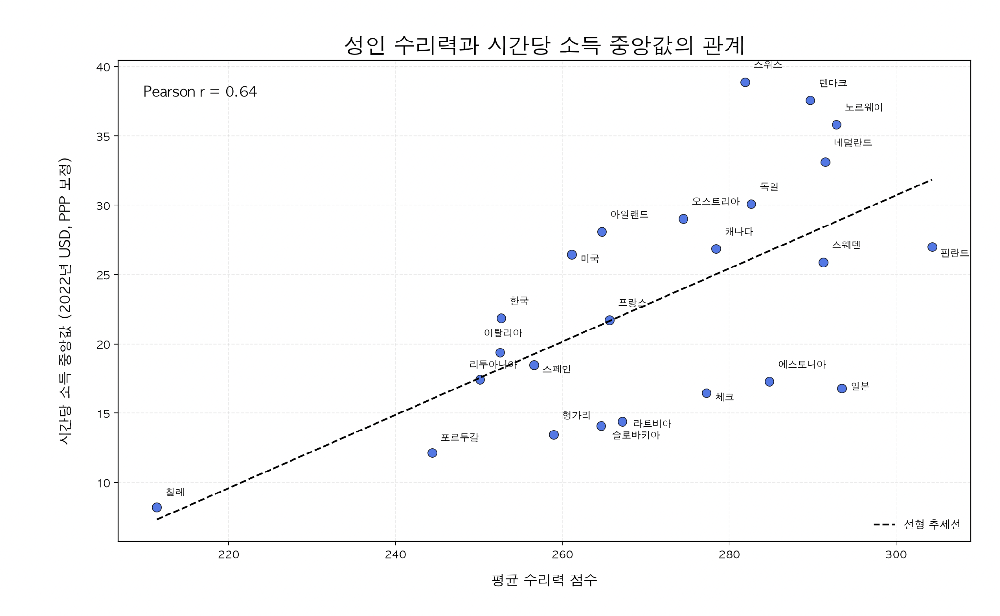 성인 수리력과 시간당 소득 중앙값의 관계
Pearson r = 0.64
시간당 소득 중앙값 (2022년 USD, PPP 보정)
40
35
30
25
20
15
10
스위스
덴마크
노르웨이
네덜란드
독일
오스트리아
아일랜드
캐나다
스웨덴
핀란드
미국
한국
프랑스
이탈리아
리투아니아
스페인
에스토니아
일본
체코
헝가리
라트비아
슬로바키아
포르투갈
칠레
선형 추세선
220
240
260
280
300
평균 수리력 점수